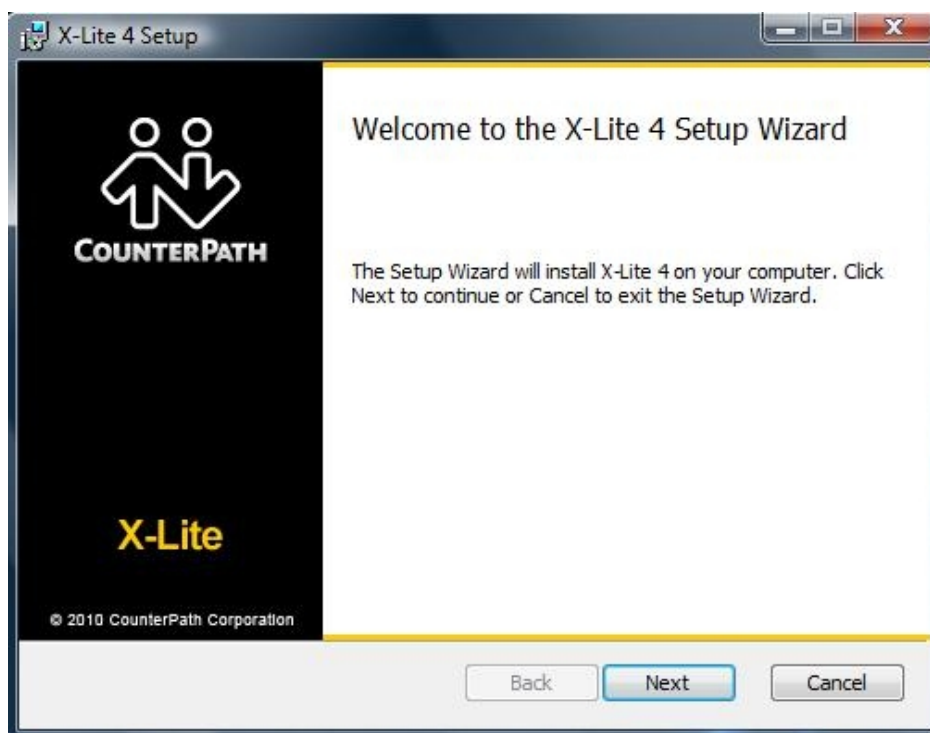 X-Lite 4 Setup
COUNTERPATH
X-Lite
© 2010 CounterPath Corporation
Welcome to the X-Lite 4 Setup Wizard
The Setup Wizard will install X-Lite 4 on your computer. Click
Next to continue or Cancel to exit the Setup Wizard.
Back
Next
Cancel